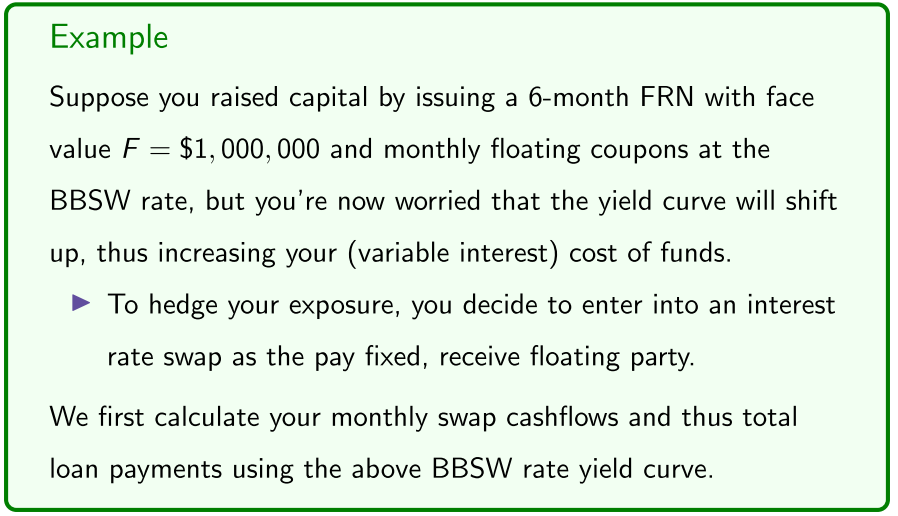 Example
Suppose you raised capital by issuing a 6-month FRN with face
value F = $1,000,000 and monthly floating coupons at the
BBSW rate, but you're now worried that the yield curve will shift
up, thus increasing your (variable interest) cost of funds.
▶ To hedge your exposure, you decide to enter into an interest
rate swap as the pay fixed, receive floating party.
We first calculate your monthly swap cashflows and thus total
loan payments using the above BBSW rate yield curve.